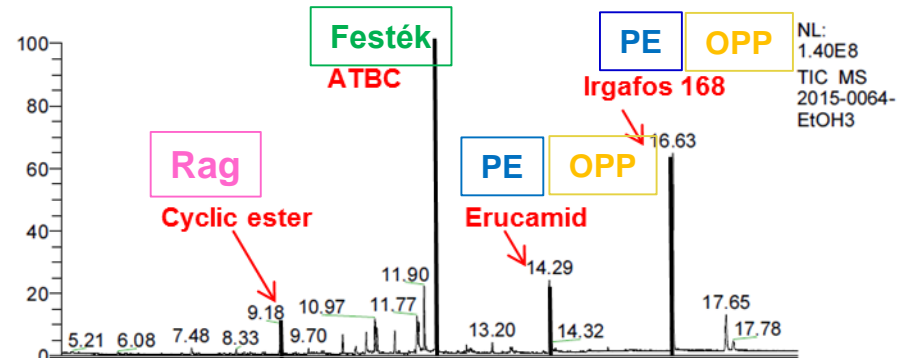 Festék
ATBC
PE
OPP
Irgafos 168
NL:
1.40E8
TIC MS
2015-0064-
EtOH3
Rag
Cyclic ester
PE
OPP
Erucamid
100
80
60
40
20
0
5.21
6.08
7.48
8.33
9.18
9.70
10.97
11.77
11.90
13.20
14.29
14.32
16.63
17.65
17.78